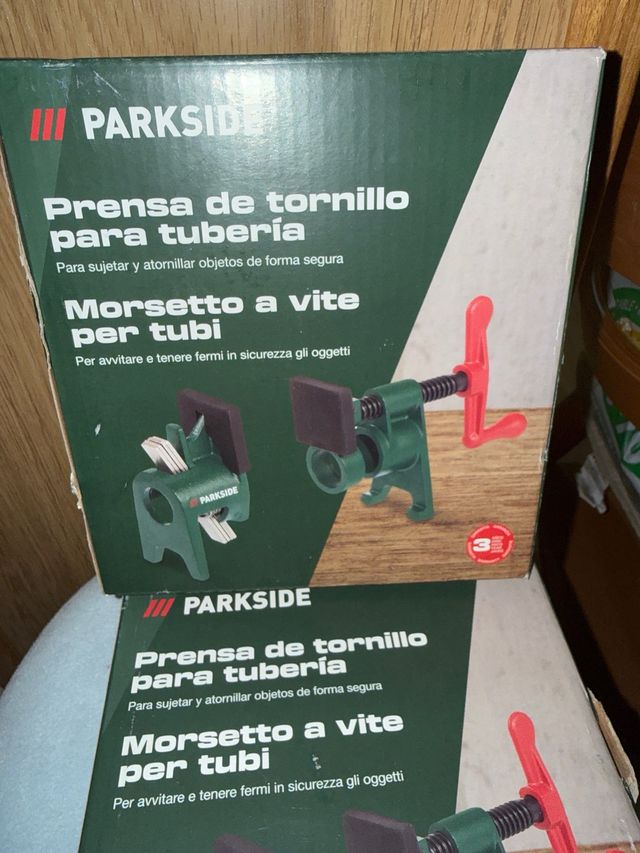 PARKSIDE
Prensa de tornillo
para tubería
Para sujetar y atornillar objetos de forma segura
Morsetto a vite
per tubi
Per avvitare e tenere fermi in sicurezza gli oggetti
PARKSIDE
3
PARKSIDE
Prensa de tornillo
para tubería
Para sujetar y atornillar objetos de forma segura
Morsetto a vite
per tubi
Per avvitare e tenere fermi in sicurezza gli oggetti